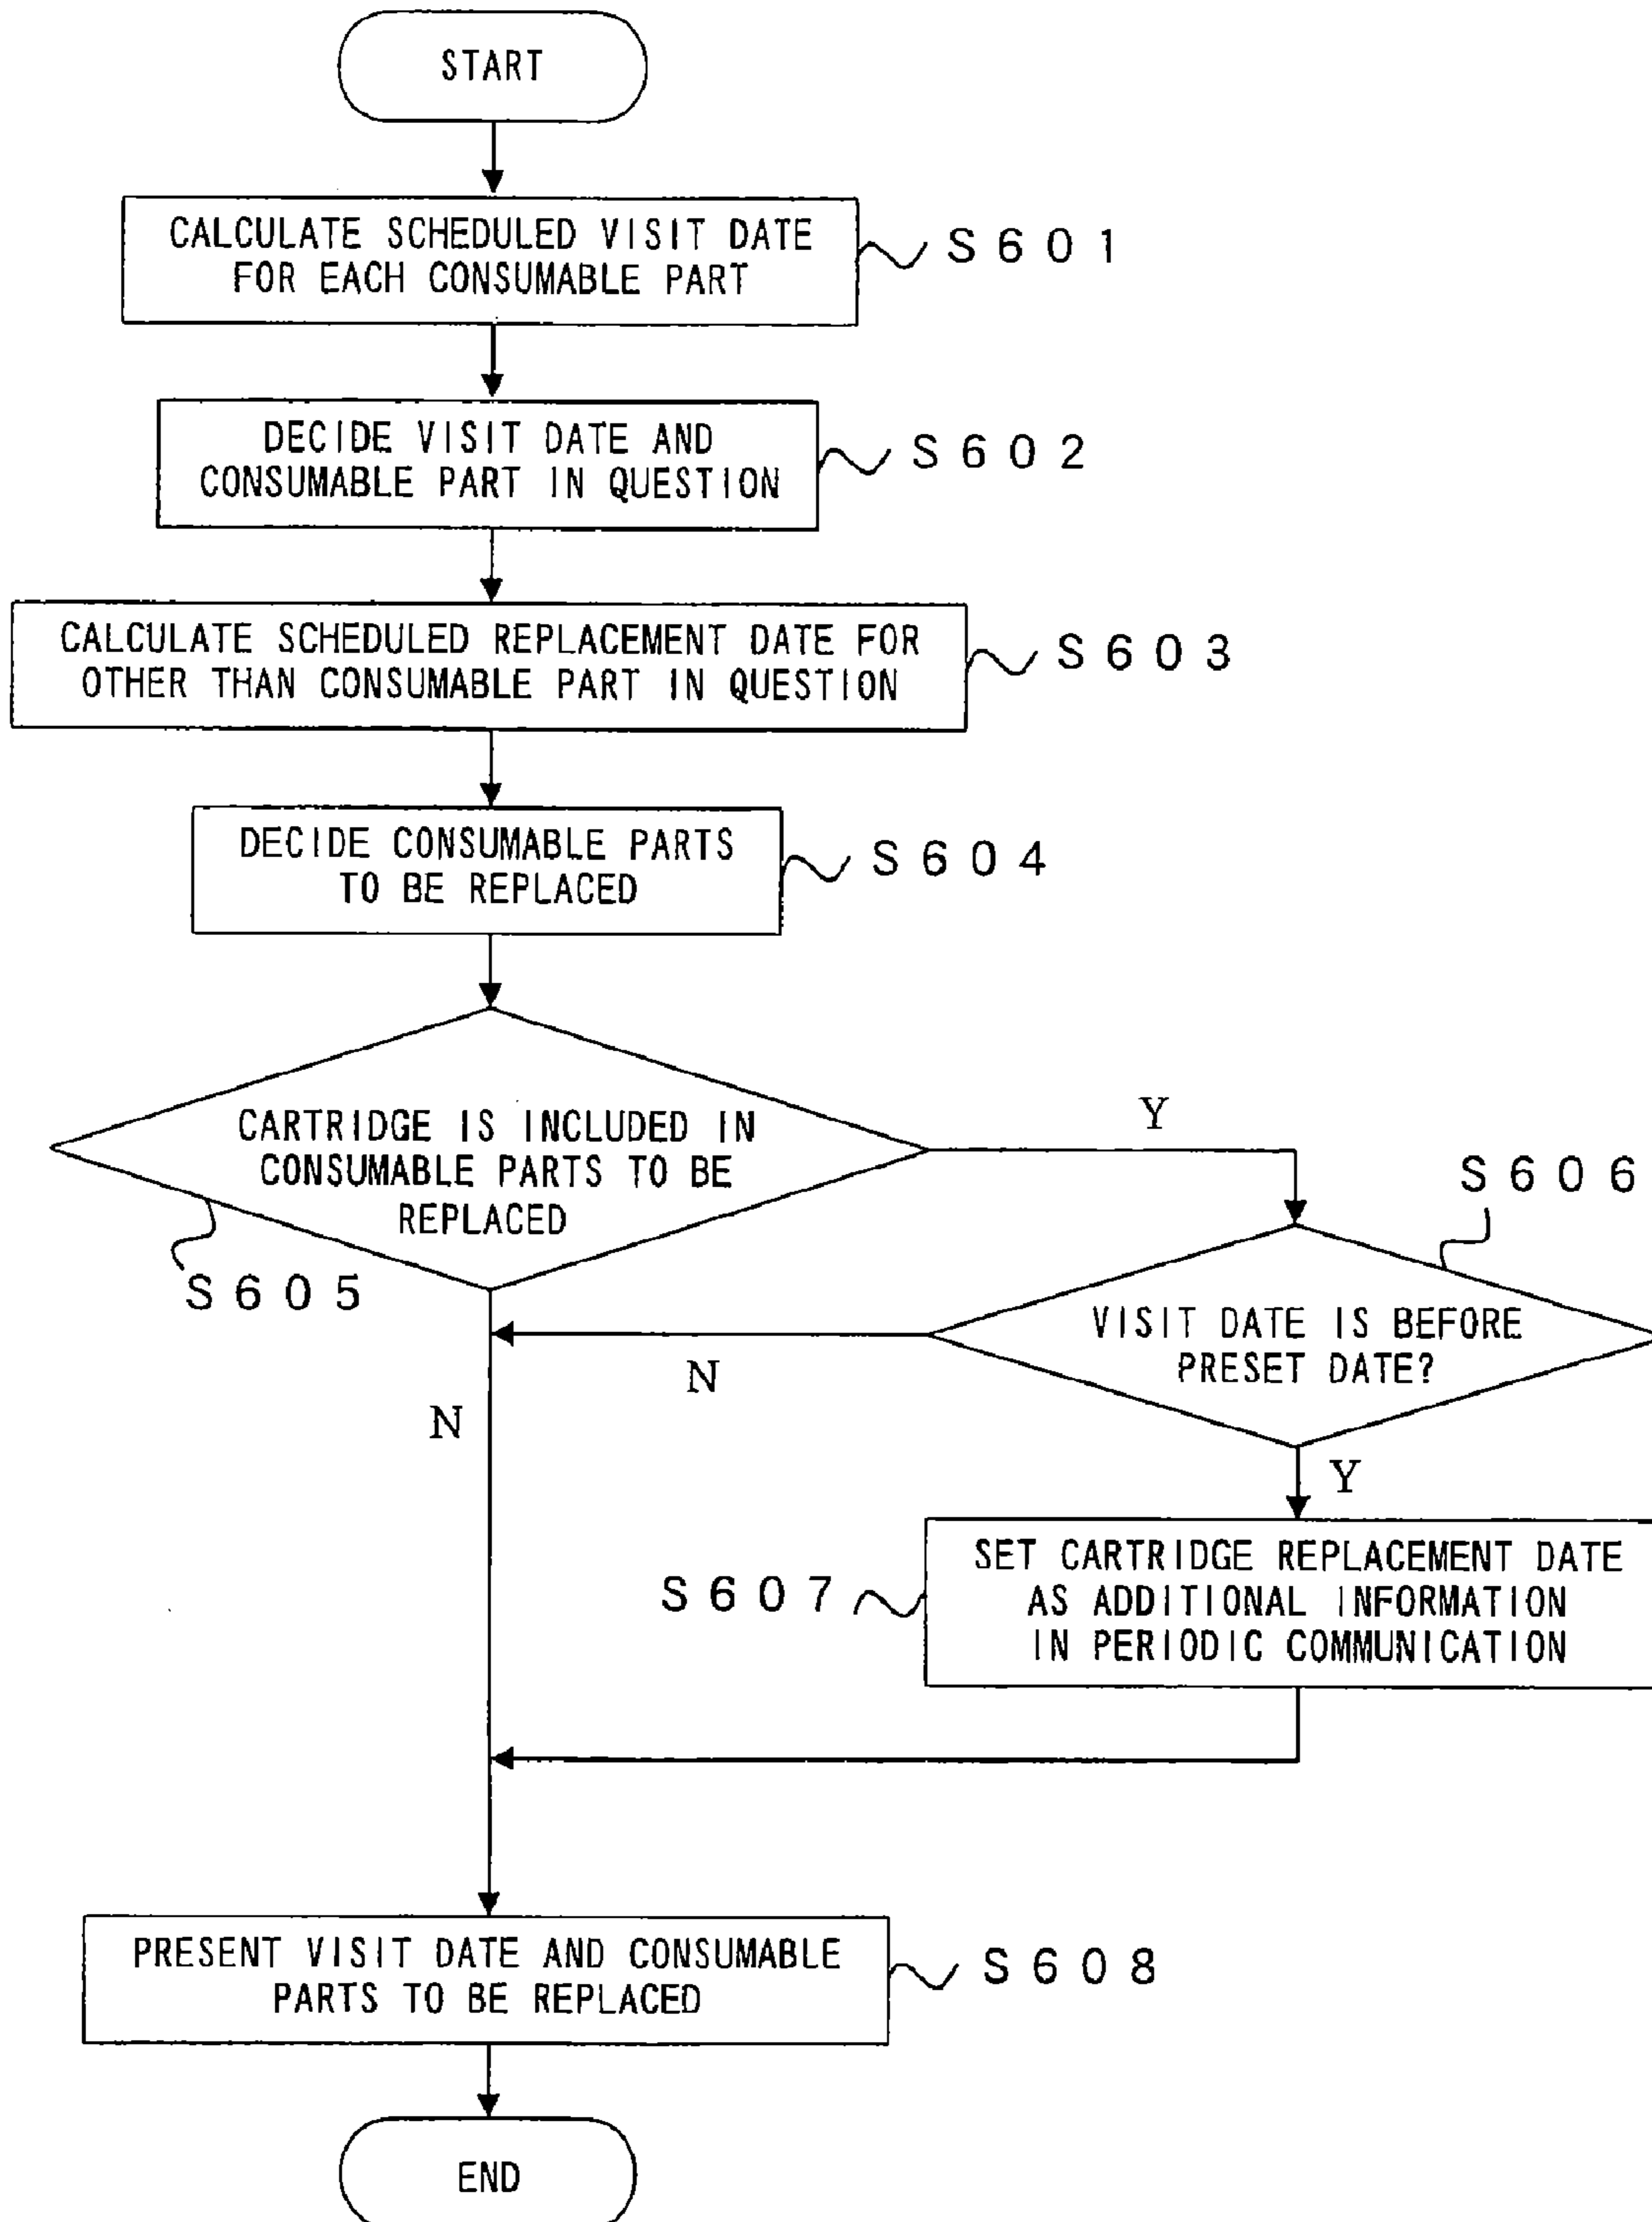 START
CALCULATE SCHEDULED VISIT DATE
FOR EACH CONSUMABLE PART
S601
DECIDE VISIT DATE AND
CONSUMABLE PART IN QUESTION
S602
CALCULATE SCHEDULED REPLACEMENT DATE FOR
OTHER THAN CONSUMABLE PART IN QUESTION
S603
DECIDE CONSUMABLE PARTS
TO BE REPLACED
S604
CARTRIDGE IS INCLUDED IN
CONSUMABLE PARTS TO BE
REPLACED
S605
Y
S606
VISIT DATE IS BEFORE
PRESET DATE?
N
N
Y
SET CARTRIDGE REPLACEMENT DATE
AS ADDITIONAL INFORMATION
IN PERIODIC COMMUNICATION
S607
PRESENT VISIT DATE AND CONSUMABLE
PARTS TO BE REPLACED
S608
END